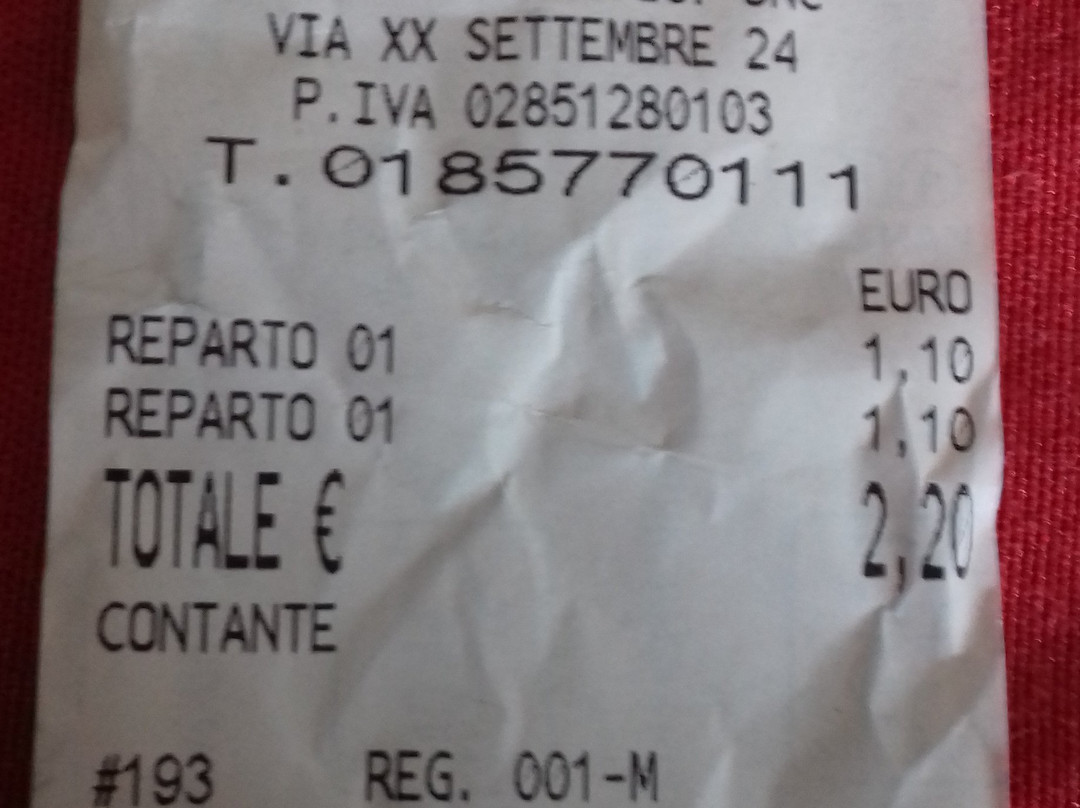 VIA XX SETTEMBRE 24
P.IVA 02851280103
T.0185770111
EURO
REPARTO 01 1,10
REPARTO 01 1,10
TOTALE € 2,20
CONTANTE
#193 REG. 001-M